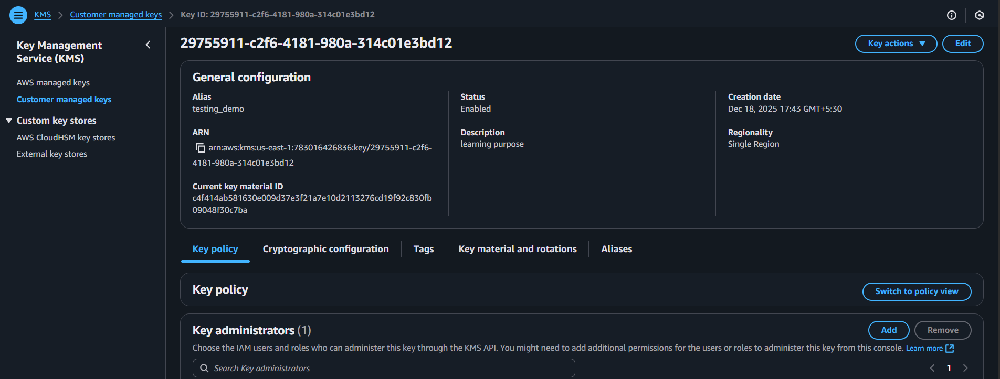 KMS > Customer managed keys > Key ID: 29755911-c2f6-4181-980a-314c01e3bd12
Key Management
Service (KMS)
AWS managed keys
Customer managed keys
Custom key stores
AWS CloudHSM key stores
External key stores
29755911-c2f6-4181-980a-314c01e3bd12
Key actions
Edit
General configuration
Alias
testing_demo
ARN
arn:aws:kms:us-east-1:783016426836:key/29755911-c2f6-
4181-980a-314c01e3bd12
Current key material ID
c4f414ab581630e009d37e3f21a7e10d2113276cd19f92c830fb
09048f30c7ba
Status
Enabled
Description
learning purpose
Creation date
Dec 18, 2025 17:43 GMT+5:30
Regionality
Single Region
Key policy
Cryptographic configuration
Tags
Key material and rotations
Aliases
Key policy
Switch to policy view
Key administrators (1)
Add
Remove
Choose the IAM users and roles who can administer this key through the KMS API. You might need to add additional permissions for the users or roles to administer this key from this console. Learn more
Search Key administrators
1